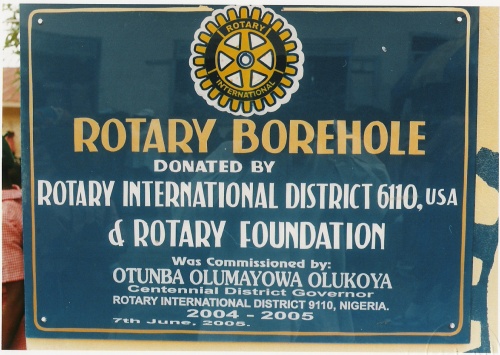 ROTARY
INTERNATIONAL
ROTARY BOREHOLE
DONATED BY
ROTARY INTERNATIONAL DISTRICT 6110, USA
& ROTARY FOUNDATION
Was Commissioned by:
OTUNBA OLUMAYOWA OLUKOYA
Centennial District Governor
ROTARY INTERNATIONAL DISTRICT 9110, NIGERIA.
2004 - 2005
7th June, 2005.